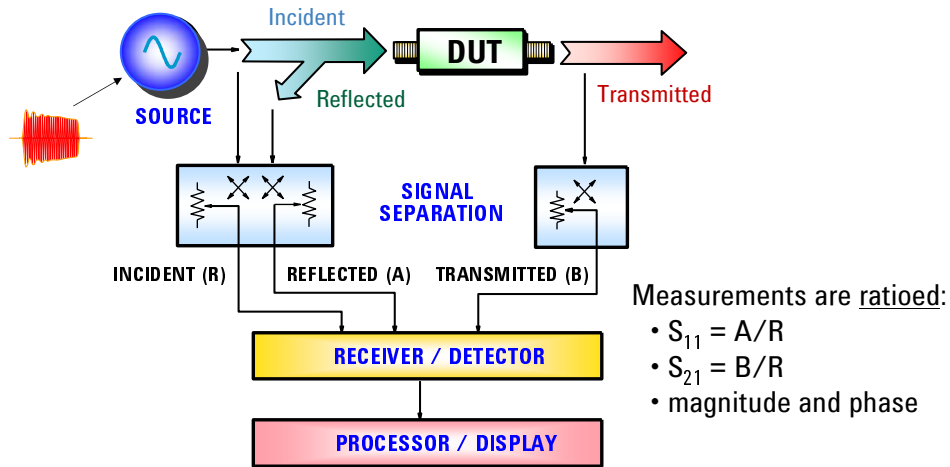 Incident
DUT
Reflected
Transmitted
SOURCE
SIGNAL
SEPARATION
INCIDENT (R)
REFLECTED (A)
TRANSMITTED (B)
Measurements are ratioed:
• S₁₁ = A/R
• S₂₁ = B/R
• magnitude and phase
RECEIVER / DETECTOR
PROCESSOR / DISPLAY